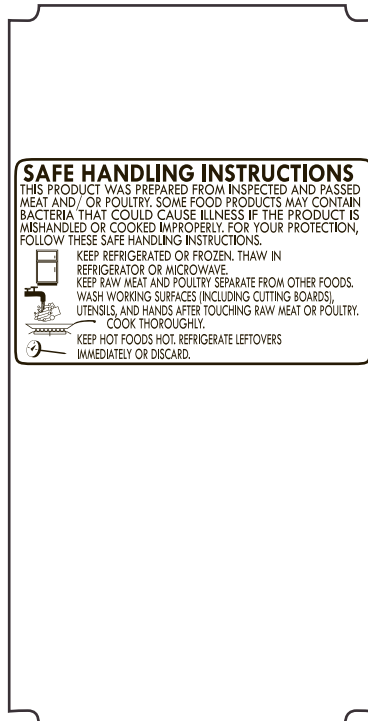 SAFE HANDLING INSTRUCTIONS
THIS PRODUCT WAS PREPARED FROM INSPECTED AND PASSED
MEAT AND/ OR POULTRY. SOME FOOD PRODUCTS MAY CONTAIN
BACTERIA THAT COULD CAUSE ILLNESS IF THE PRODUCT IS
MISHANDLED OR COOKED IMPROPERLY. FOR YOUR PROTECTION,
FOLLOW THESE SAFE HANDLING INSTRUCTIONS.
KEEP REFRIGERATED OR FROZEN. THAW IN
REFRIGERATOR OR MICROWAVE.
KEEP RAW MEAT AND POULTRY SEPARATE FROM OTHER FOODS.
WASH WORKING SURFACES (INCLUDING CUTTING BOARDS),
UTENSILS, AND HANDS AFTER TOUCHING RAW MEAT OR POULTRY.
COOK THOROUGHLY.
KEEP HOT FOODS HOT. REFRIGERATE LEFTOVERS
IMMEDIATELY OR DISCARD.